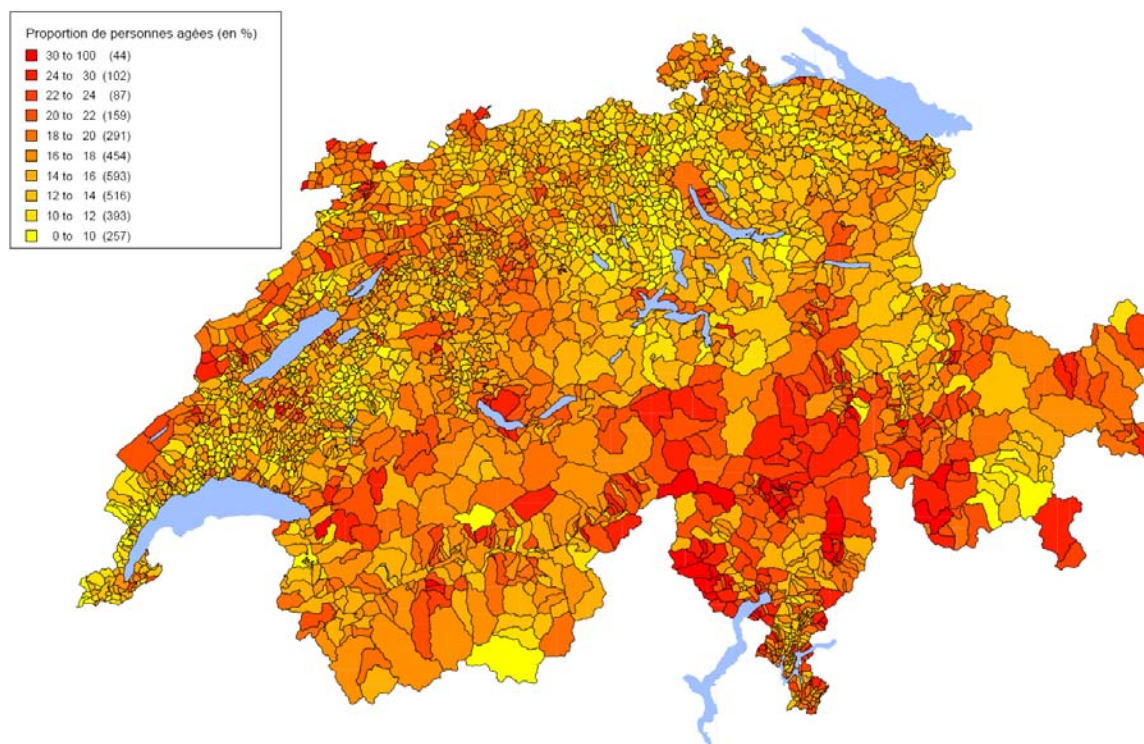 Proportion de personnes agées (en %)
30 to 100 (44)
24 to 30 (102)
22 to 24 (87)
20 to 22 (159)
18 to 20 (291)
16 to 18 (454)
14 to 16 (593)
12 to 14 (516)
10 to 12 (393)
0 to 10 (257)